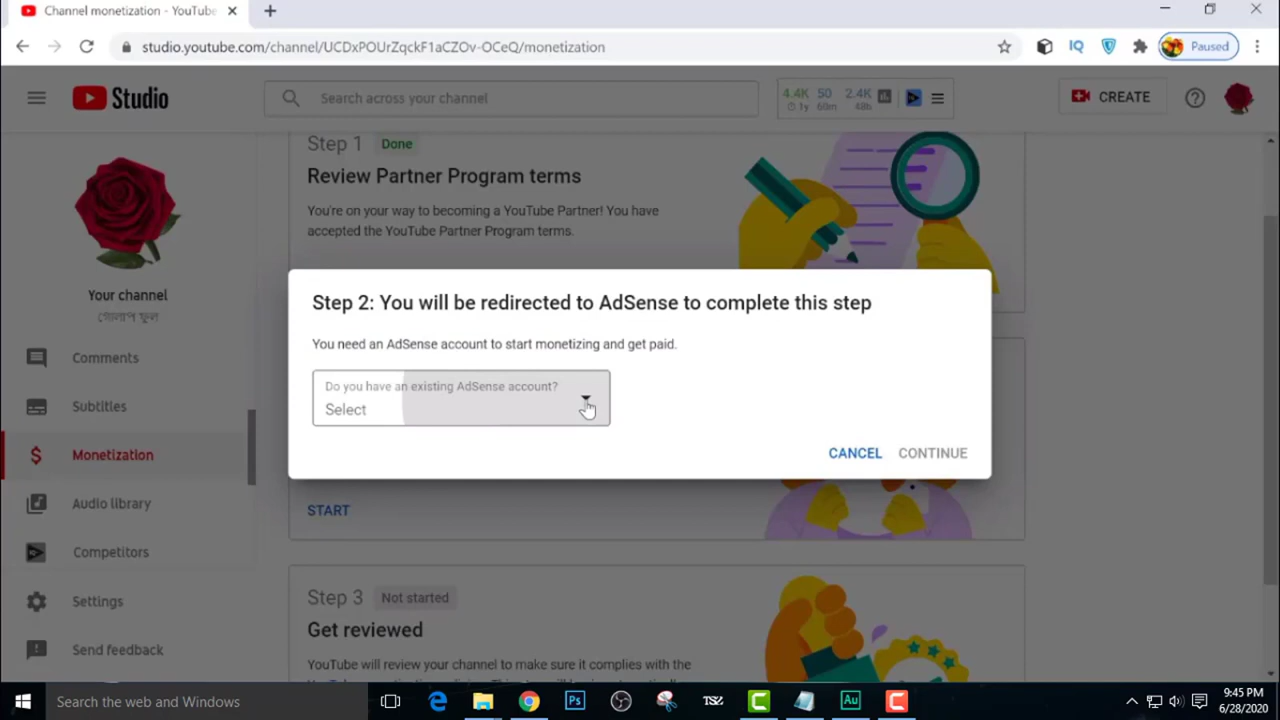 Channel monetization - YouTube
studio.youtube.com/channel/UCDxPOUrZqckF1aCZOv-OCeQ/monetization
Paused
Studio
Search across your channel
4.4K 50 2.4K
1y 60m 48h
CREATE
Your channel
গোলাপ ফুল
Comments
Subtitles
Monetization
Audio library
Competitors
Settings
Send feedback
Step 1 Done
Review Partner Program terms
You're on your way to becoming a YouTube Partner! You have
accepted the YouTube Partner Program terms.
Step 2: You will be redirected to AdSense to complete this step
You need an AdSense account to start monetizing and get paid.
Do you have an existing AdSense account?
Select
CANCEL CONTINUE
START
Step 3 Not started
Get reviewed
YouTube will review your channel to make sure it complies with the
Search the web and Windows
9:45 PM
6/28/2020